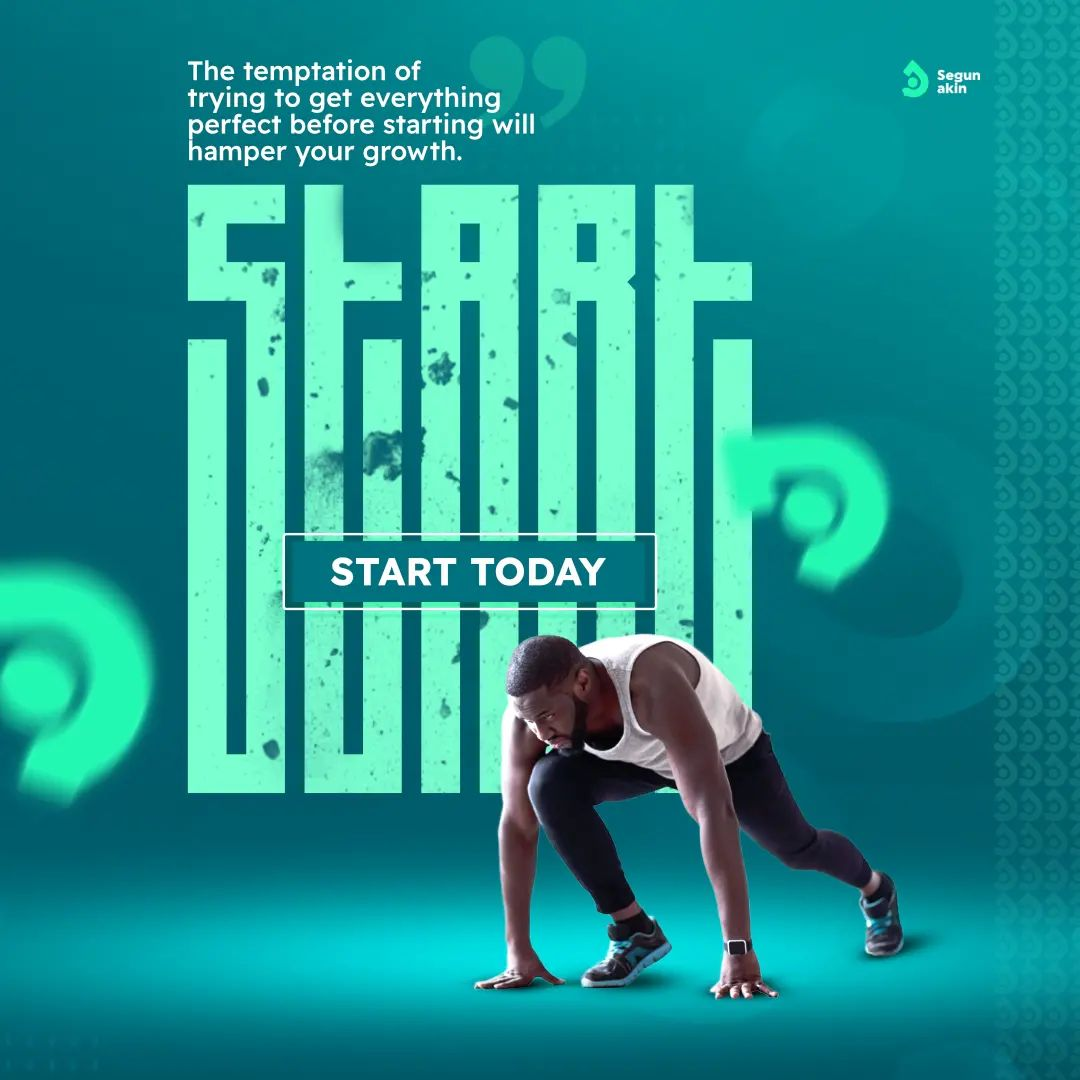 The temptation of
trying to get everything
perfect before starting will
hamper your growth.
Segun
akin
START
START TODAY